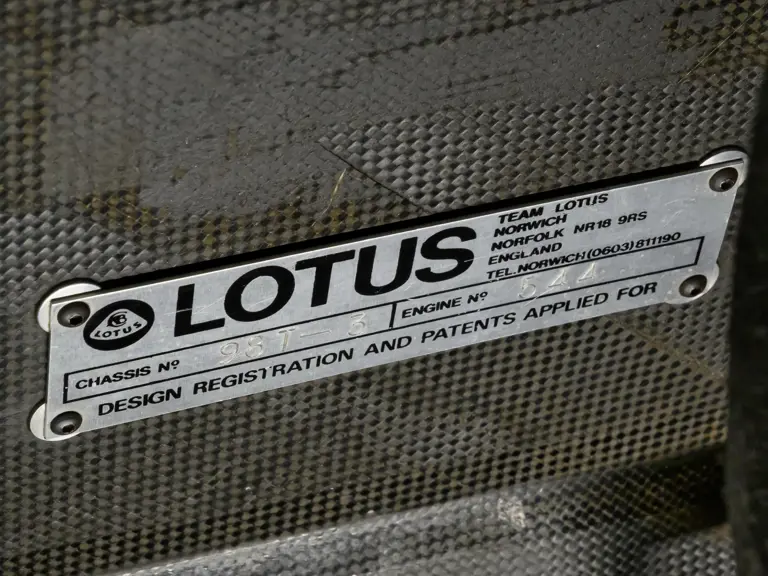 LOTUS
LOTUS
TEAM LOTUS
NORWICH
NORFOLK NR18 9RS
ENGLAND
TEL.NORWICH(0603)811190
CHASSIS Nº 98T-3
ENGINE Nº 544
DESIGN REGISTRATION AND PATENTS APPLIED FOR